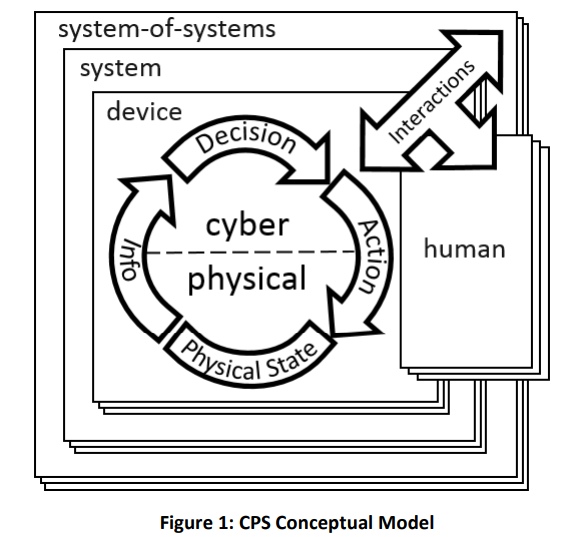 system-of-systems
system
device
Interactions
Decision
Action
Info
cyber
physical
human
Physical State
Figure 1: CPS Conceptual Model